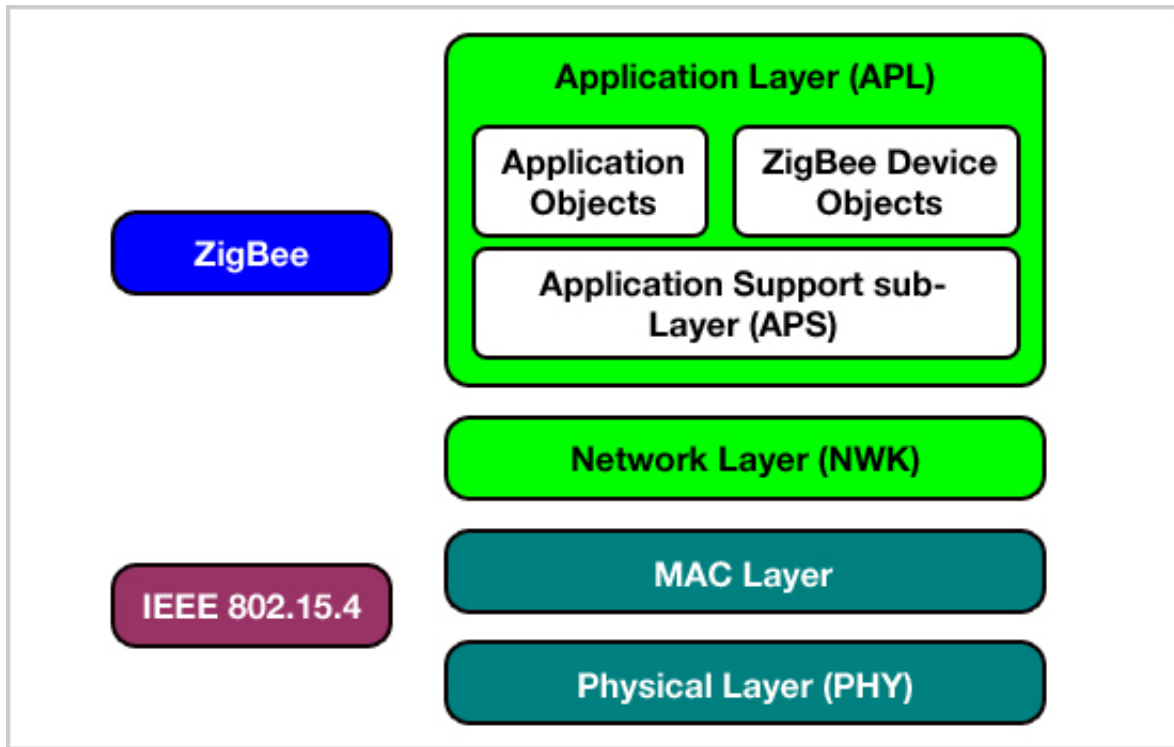 Application Layer (APL)
Application
Objects
ZigBee Device
Objects
ZigBee
Application Support sub-
Layer (APS)
Network Layer (NWK)
MAC Layer
IEEE 802.15.4
Physical Layer (PHY)